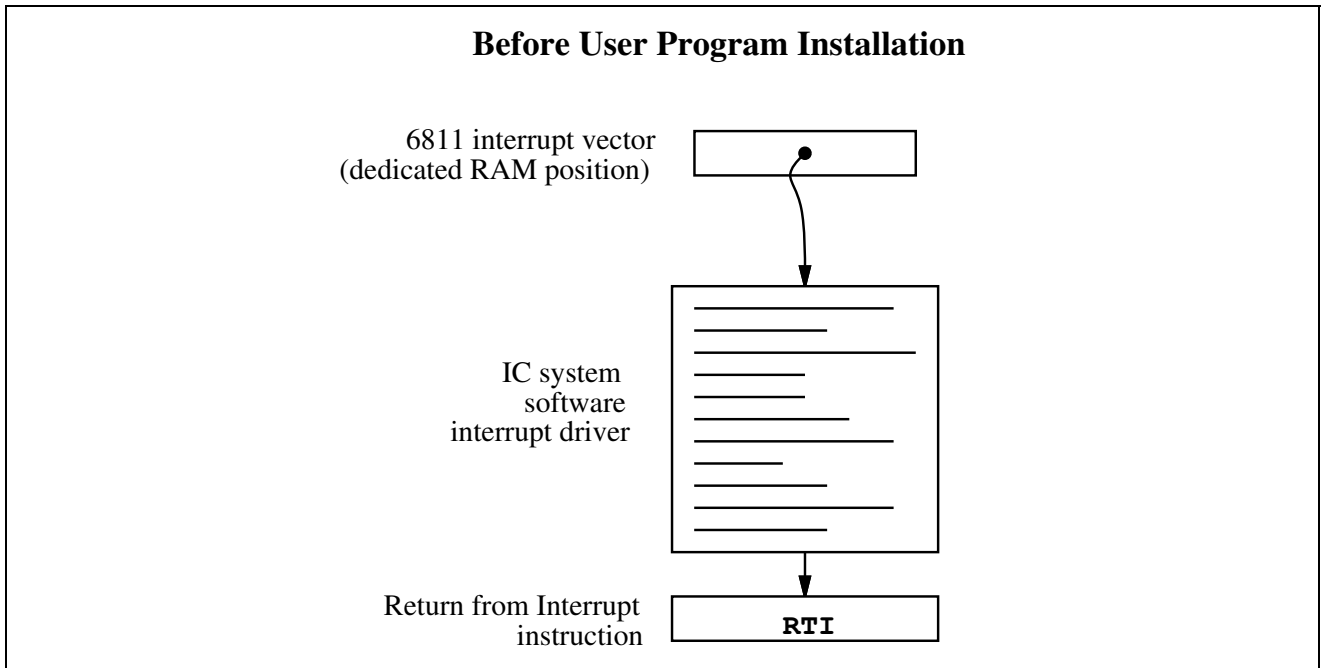 Before User Program Installation
6811 interrupt vector
(dedicated RAM position)
IC system
software
interrupt driver
Return from Interrupt
instruction
RTI